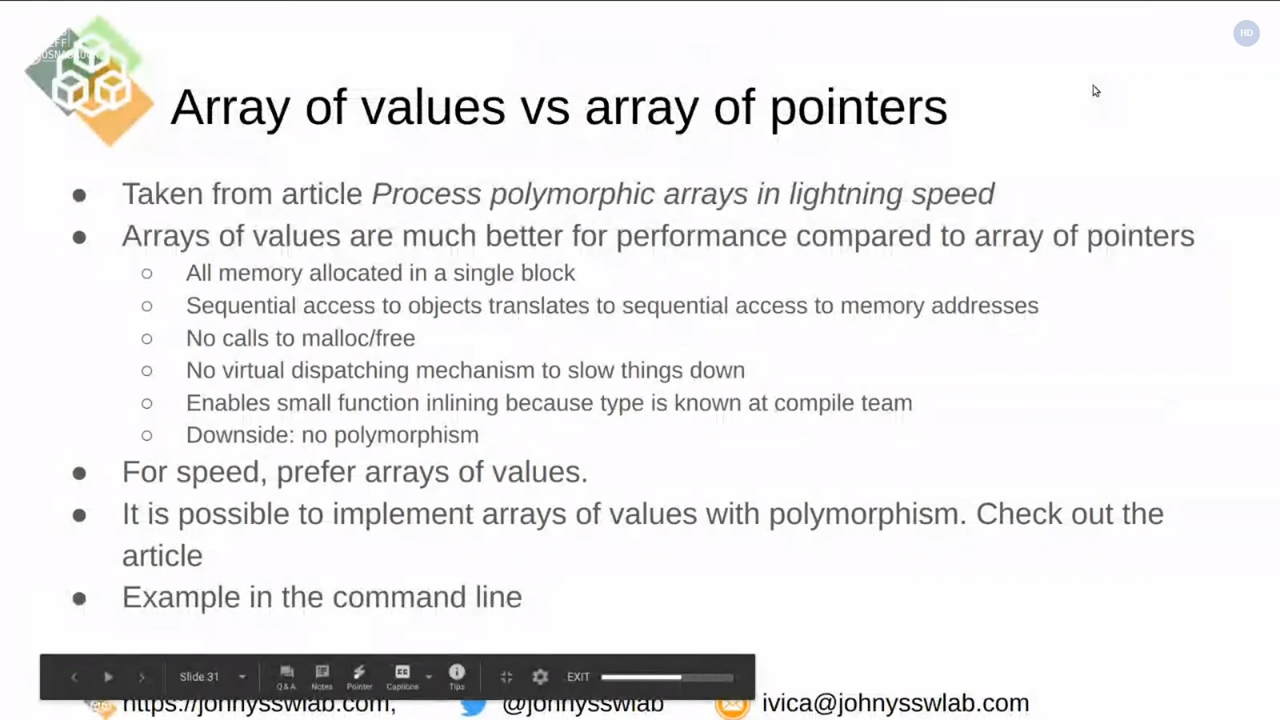 HD
Array of values vs array of pointers
● Taken from article Process polymorphic arrays in lightning speed
● Arrays of values are much better for performance compared to array of pointers
○ All memory allocated in a single block
○ Sequential access to objects translates to sequential access to memory addresses
○ No calls to malloc/free
○ No virtual dispatching mechanism to slow things down
○ Enables small function inlining because type is known at compile team
○ Downside: no polymorphism
● For speed, prefer arrays of values.
● It is possible to implement arrays of values with polymorphism. Check out the
article
● Example in the command line
Slide 31 Q&A Notes Pointer Captions Tips EXIT
https://johnysswlab.com, @johnysswlab ivica@johnysswlab.com